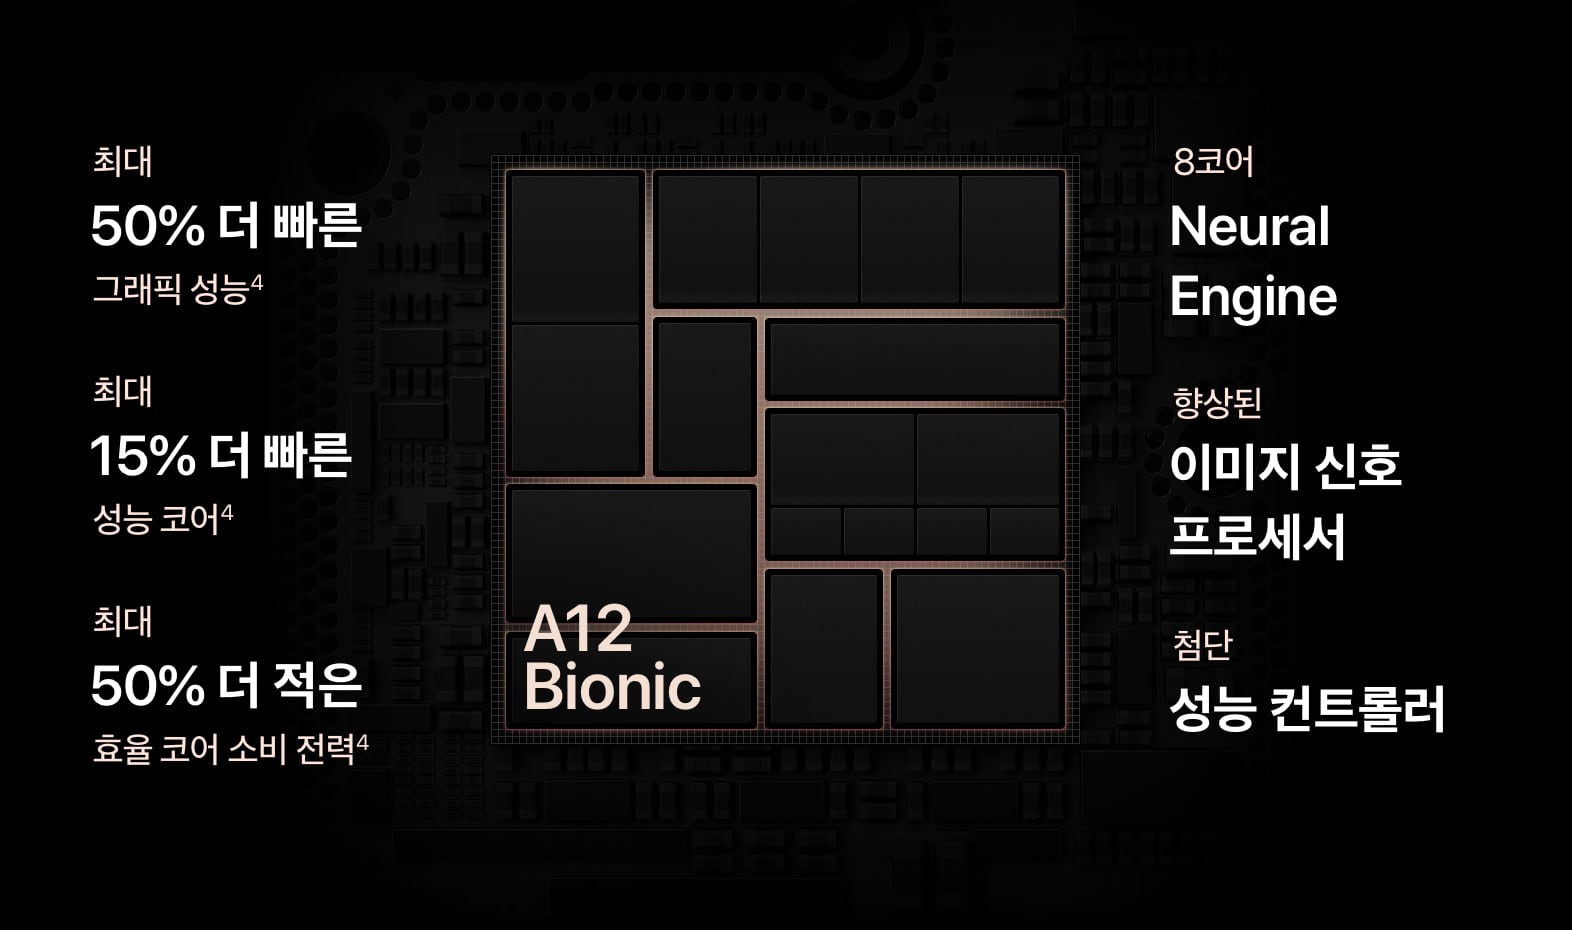 최대
50% 더 빠른
그래픽 성능⁴
최대
15% 더 빠른
성능 코어⁴
최대
50% 더 적은
효율 코어 소비 전력⁴
A12
Bionic
8코어
Neural
Engine
향상된
이미지 신호
프로세서
첨단
성능 컨트롤러